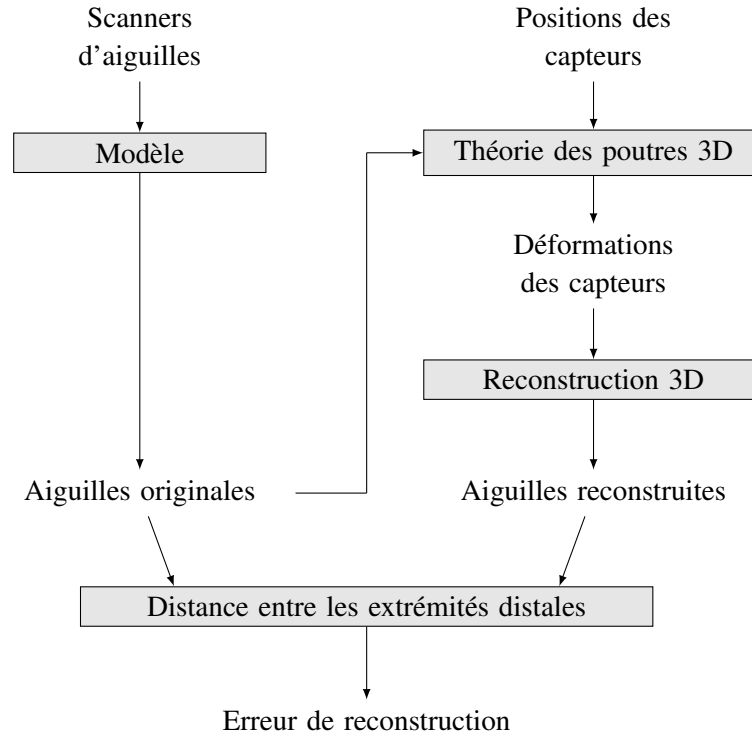 Scanners
d'aiguilles
Positions des
capteurs
Modèle
Théorie des poutres 3D
Déformations
des capteurs
Reconstruction 3D
Aiguilles originales
Aiguilles reconstruites
Distance entre les extrémités distales
Erreur de reconstruction